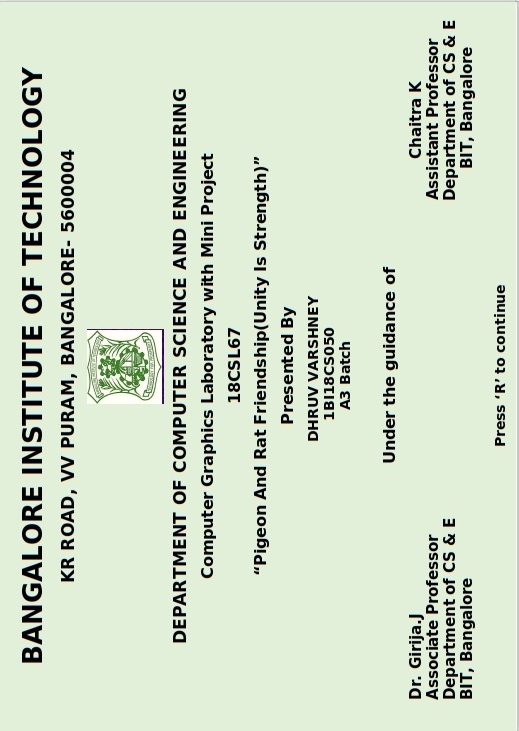 BANGALORE INSTITUTE OF TECHNOLOGY
KR ROAD, VV PURAM, BANGALORE- 5600004
DEPARTMENT OF COMPUTER SCIENCE AND ENGINEERING
Computer Graphics Laboratory with Mini Project
18CSL67
“Pigeon And Rat Friendship(Unity Is Strength)”
Presented By
DHRUV VARSHNEY
1BI18CS050
A3 Batch
Under the guidance of
Dr. Girija.J
Associate Professor
Department of CS & E
BIT, Bangalore
Chaitra K
Assistant Professor
Department of CS & E
BIT, Bangalore
Press ‘R’ to continue